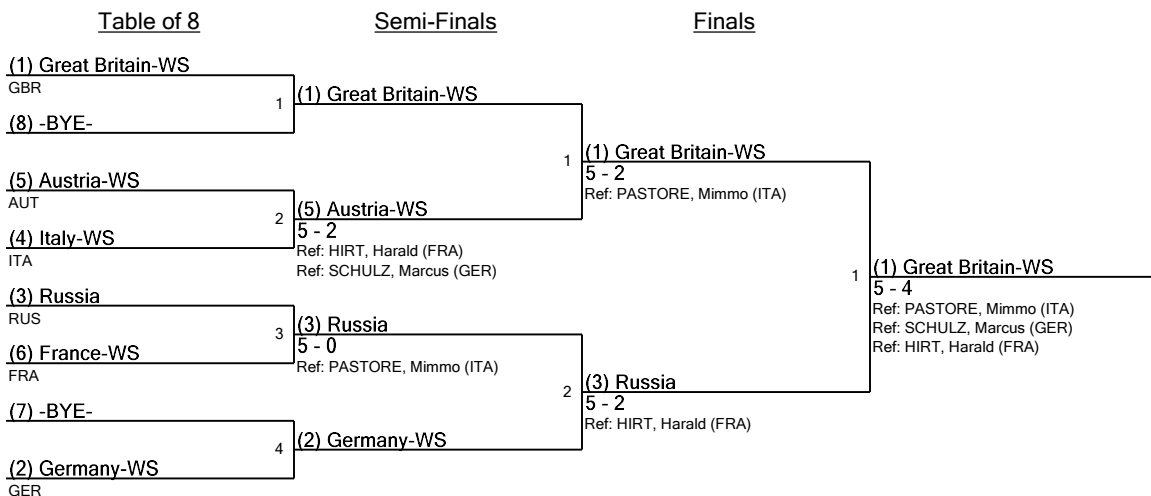 Table of 8
Semi-Finals
Finals
(1) Great Britain-WS
GBR
(8) -BYE-
(5) Austria-WS
AUT
(4) Italy-WS
ITA
(3) Russia
RUS
(6) France-WS
FRA
(7) -BYE-
(2) Germany-WS
GER
1
(1) Great Britain-WS
2
(5) Austria-WS
5 - 2
Ref: HIRT, Harald (FRA)
Ref: SCHULZ, Marcus (GER)
3
(3) Russia
5 - 0
Ref: PASTORE, Mimmo (ITA)
4
(2) Germany-WS
1
(1) Great Britain-WS
5 - 2
Ref: PASTORE, Mimmo (ITA)
2
(3) Russia
5 - 2
Ref: HIRT, Harald (FRA)
1
(1) Great Britain-WS
5 - 4
Ref: PASTORE, Mimmo (ITA)
Ref: SCHULZ, Marcus (GER)
Ref: HIRT, Harald (FRA)